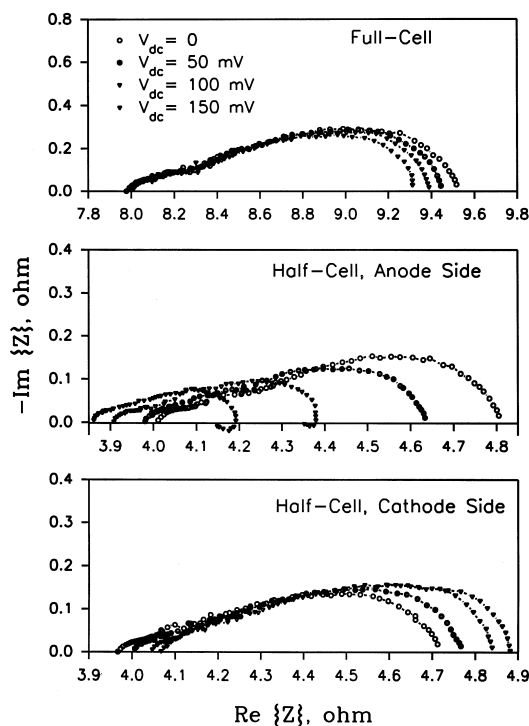 Full-Cell
V_dc= 0
V_dc= 50 mV
V_dc= 100 mV
V_dc= 150 mV
0.8
0.6
0.4
0.2
0.0
7.8 8.0 8.2 8.4 8.6 8.8 9.0 9.2 9.4 9.6 9.8
Half-Cell, Anode Side
0.4
0.3
0.2
0.1
0.0
3.9 4.0 4.1 4.2 4.3 4.4 4.5 4.6 4.7 4.8
-Im {Z}, ohm
Half-Cell, Cathode Side
0.4
0.3
0.2
0.1
0.0
3.9 4.0 4.1 4.2 4.3 4.4 4.5 4.6 4.7 4.8 4.9
Re {Z}, ohm